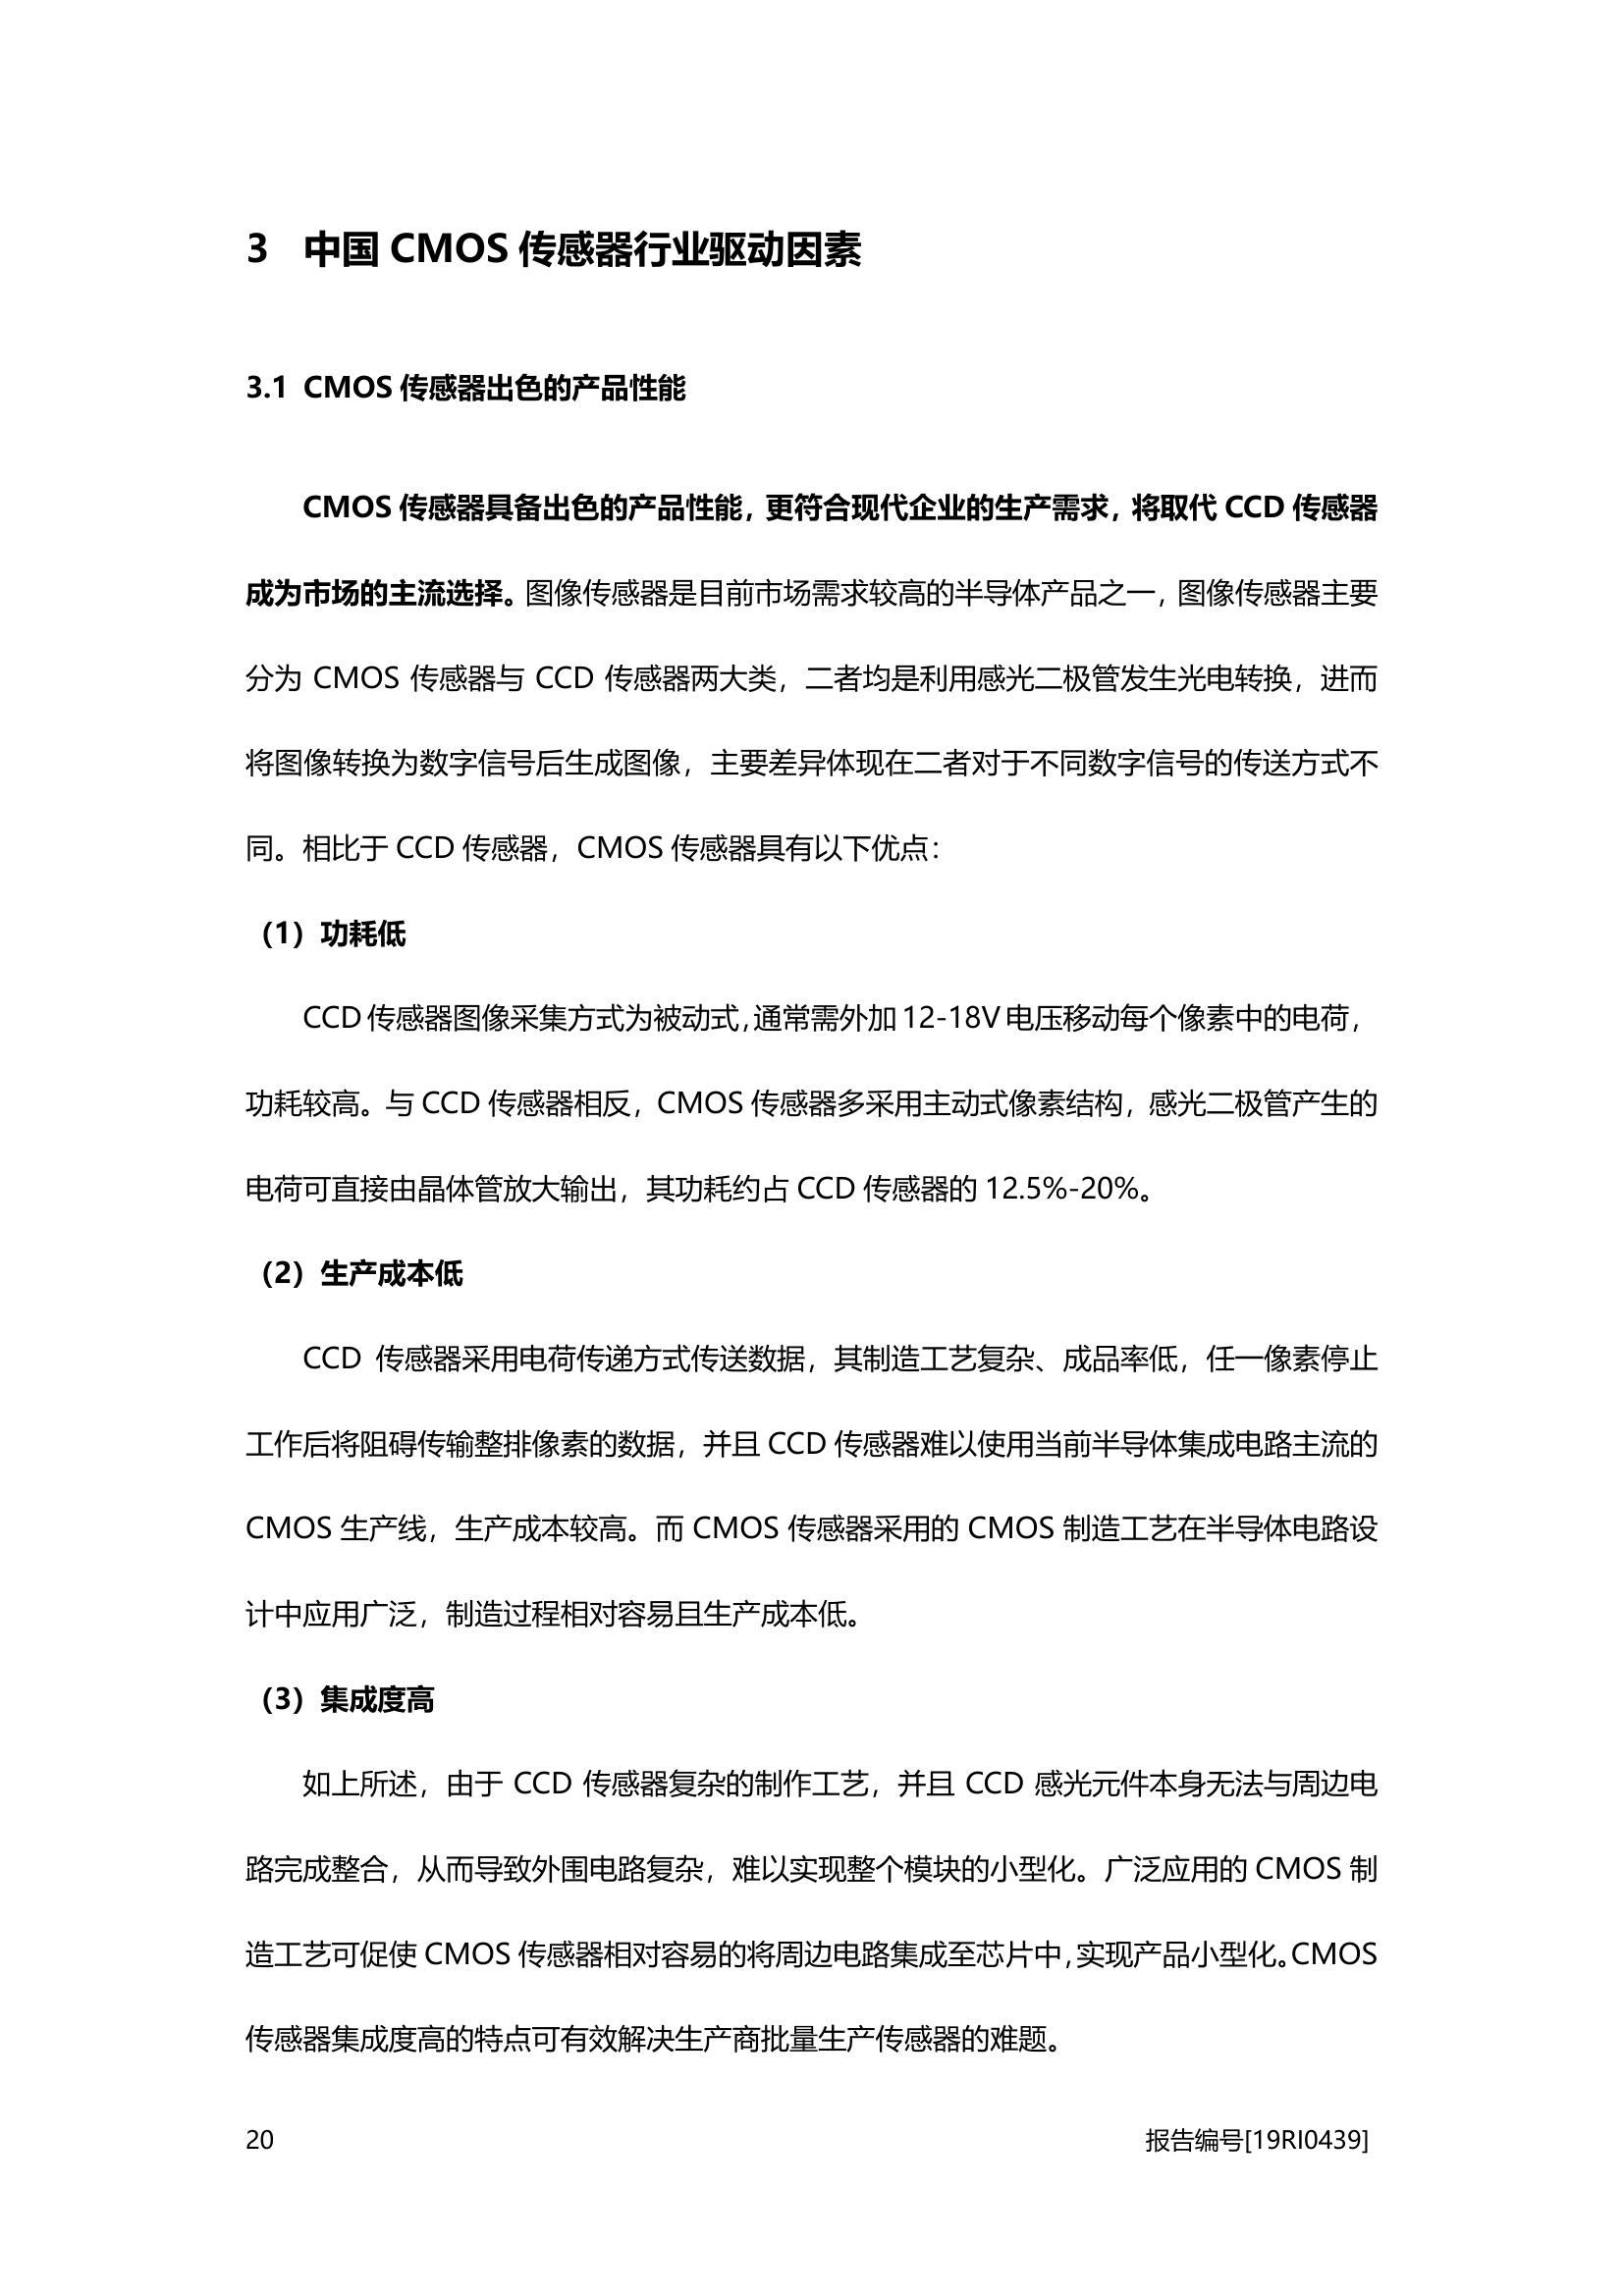 3 中国 CMOS 传感器行业驱动因素
3.1 CMOS 传感器出色的产品性能
CMOS 传感器具备出色的产品性能，更符合现代企业的生产需求，将取代 CCD 传感器
成为市场的主流选择。图像传感器是目前市场需求较高的半导体产品之一，图像传感器主要
分为 CMOS 传感器与 CCD 传感器两大类，二者均是利用感光二极管发生光电转换，进而
将图像转换为数字信号后生成图像，主要差异体现在二者对于不同数字信号的传送方式不
同。相比于 CCD 传感器，CMOS 传感器具有以下优点：
（1）功耗低
CCD 传感器图像采集方式为被动式，通常需外加 12-18V 电压移动每个像素中的电荷，
功耗较高。与 CCD 传感器相反，CMOS 传感器多采用主动式像素结构，感光二极管产生的
电荷可直接由晶体管放大输出，其功耗约占 CCD 传感器的 12.5%-20%。
（2）生产成本低
CCD 传感器采用电荷传递方式传送数据，其制造工艺复杂、成品率低，任一像素停止
工作后将阻碍传输整排像素的数据，并且 CCD 传感器难以使用当前半导体集成电路主流的
CMOS 生产线，生产成本较高。而 CMOS 传感器采用的 CMOS 制造工艺在半导体电路设
计中应用广泛，制造过程相对容易且生产成本低。
（3）集成度高
如上所述，由于 CCD 传感器复杂的制作工艺，并且 CCD 感光元件本身无法与周边电
路完成整合，从而导致外围电路复杂，难以实现整个模块的小型化。广泛应用的 CMOS 制
造工艺可促使 CMOS 传感器相对容易的将周边电路集成至芯片中，实现产品小型化。CMOS
传感器集成度高的特点可有效解决生产商批量生产传感器的难题。
20 报告编号[19RI0439]